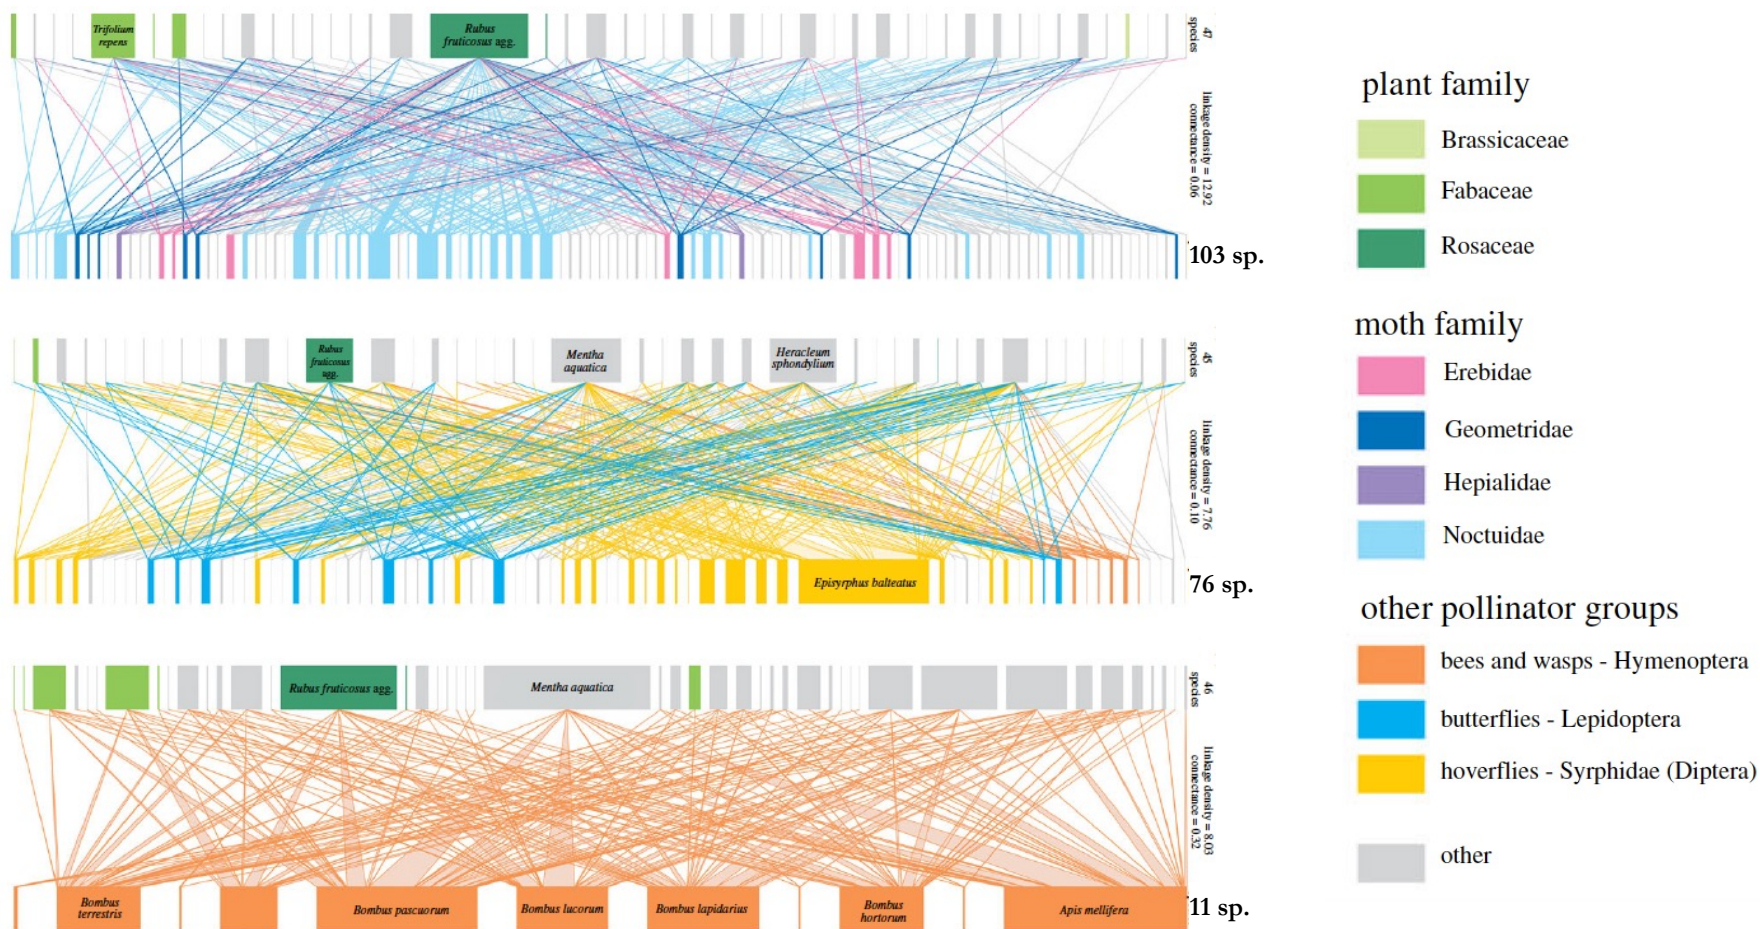 Trifolium
repens
Rubus
fruticosus agg.
47
species
linkage density = 12.92
connectance = 0.06
103 sp.
Rubus
fruticosus
agg.
Mentha
aquatica
Heracleum
sphondylium
45
species
linkage density = 7.76
connectance = 0.10
Episyrphus balteatus
76 sp.
Rubus fruticosus agg.
Mentha aquatica
46
species
linkage density = 8.03
connectance = 0.32
Bombus
terrestris
Bombus pascuorum
Bombus lucorum
Bombus lapidarius
Bombus
hortorum
Apis mellifera
11 sp.
plant family
Brassicaceae
Fabaceae
Rosaceae
moth family
Erebidae
Geometridae
Hepialidae
Noctuidae
other pollinator groups
bees and wasps - Hymenoptera
butterflies - Lepidoptera
hoverflies - Syrphidae (Diptera)
other